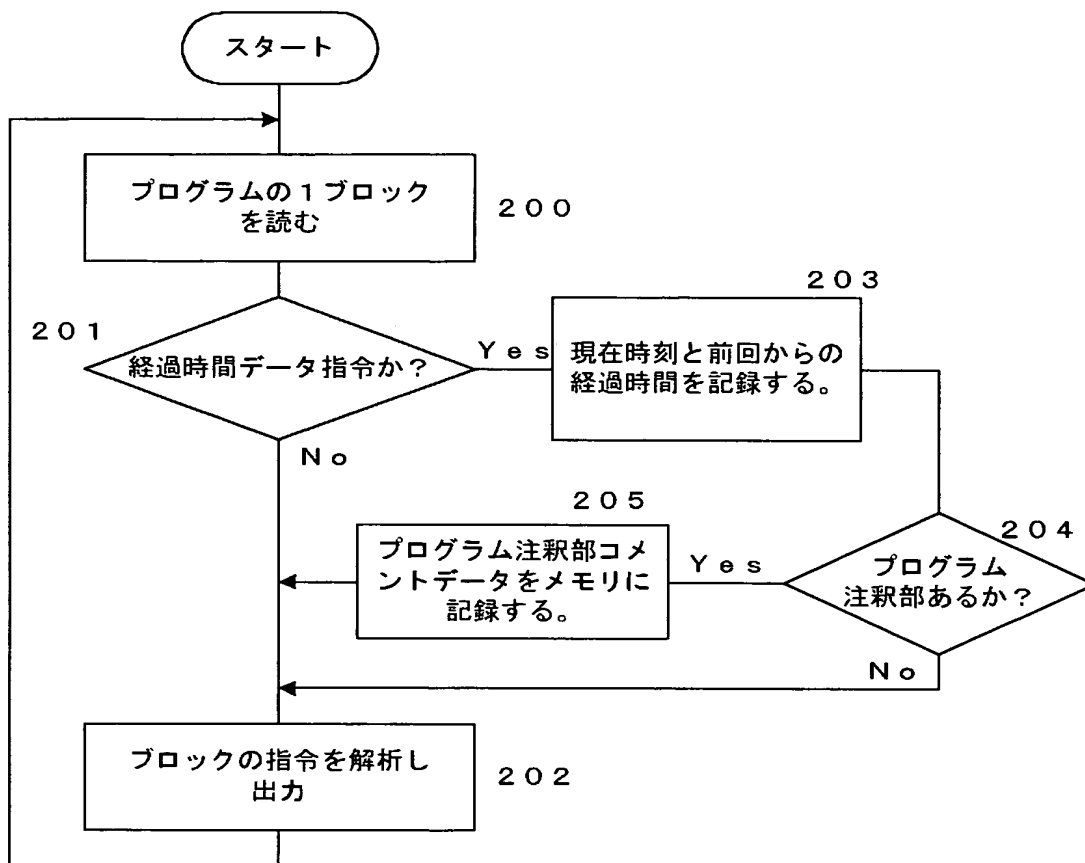 スタート
プログラムの１ブロック
を読む
２００
２０１
経過時間データ指令か？
Ｙｅｓ
２０３
現在時刻と前回からの
経過時間を記録する。
Ｎｏ
２０５
プログラム注釈部コメ
ントデータをメモリに
記録する。
Ｙｅｓ
２０４
プログラム
注釈部あるか？
Ｎｏ
ブロックの指令を解析し
出力
２０２